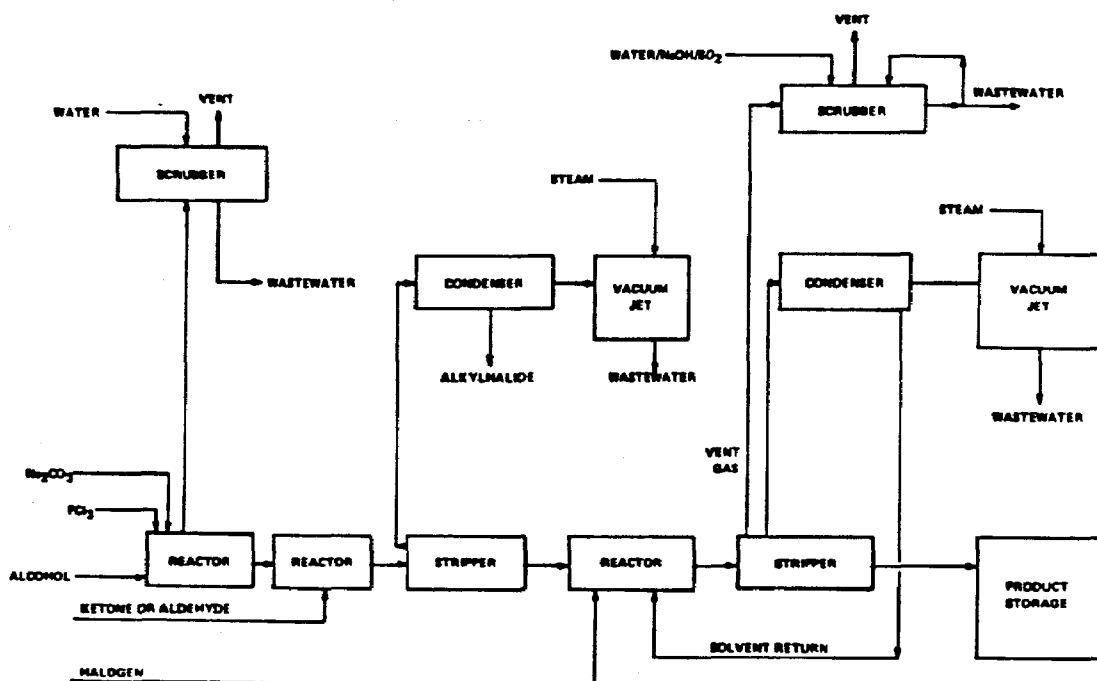 VENT
WATER/NaOH/SO2
SCRUBBER
WASTEWATER
WATER
VENT
SCRUBBER
WASTEWATER
STEAM
CONDENSER
VACUUM
JET
ALKYLHALIDE
WASTEWATER
STEAM
CONDENSER
VACUUM
JET
WASTEWATER
VENT
GAS
Na2CO3
PCl3
ALCOHOL
REACTOR
REACTOR
STRIPPER
REACTOR
STRIPPER
PRODUCT
STORAGE
KETONE OR ALDEHYDE
SOLVENT RETURN
HALOGEN